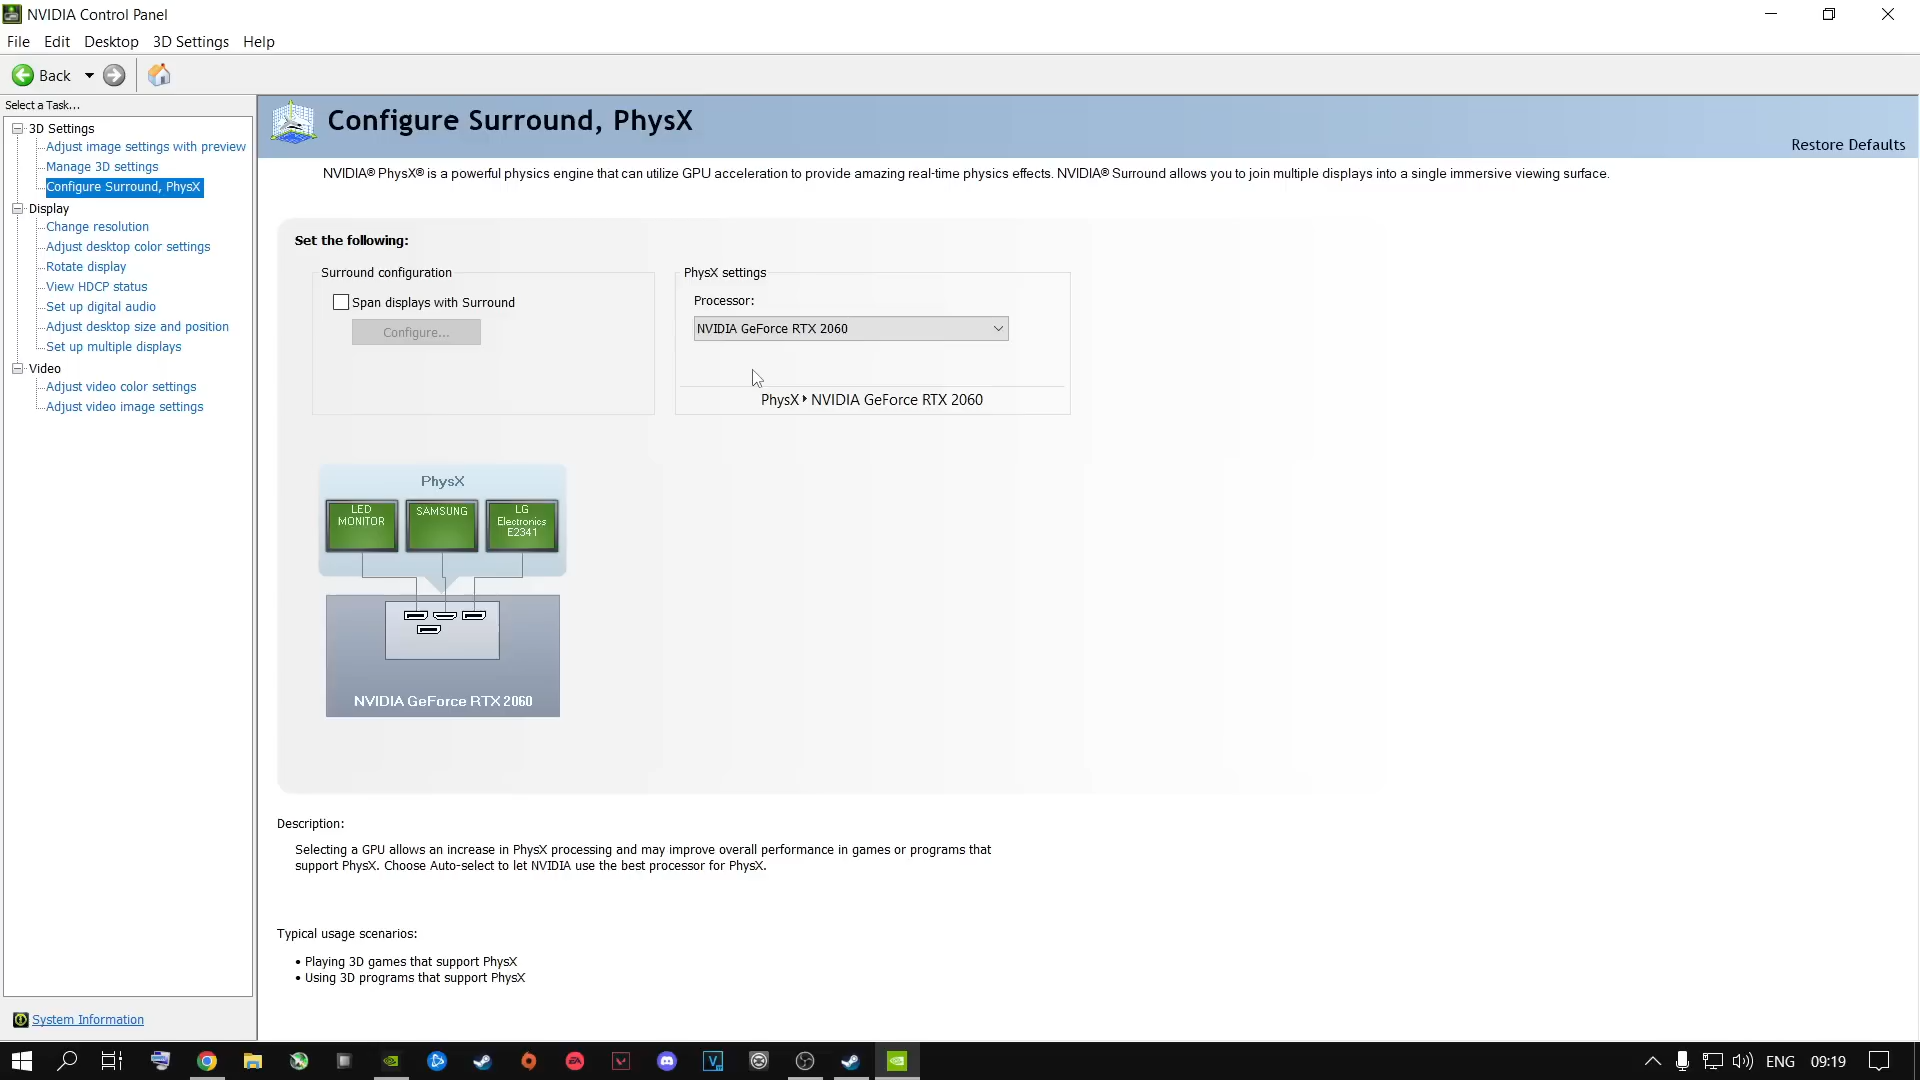 NVIDIA Control Panel
File Edit Desktop 3D Settings Help
Back
Select a Task...
3D Settings
Adjust image settings with preview
Manage 3D settings
Configure Surround, PhysX
Display
Change resolution
Adjust desktop color settings
Rotate display
View HDCP status
Set up digital audio
Adjust desktop size and position
Set up multiple displays
Video
Adjust video color settings
Adjust video image settings
System Information
Configure Surround, PhysX
Restore Defaults
NVIDIA® PhysX® is a powerful physics engine that can utilize GPU acceleration to provide amazing real-time physics effects. NVIDIA® Surround allows you to join multiple displays into a single immersive viewing surface.
Set the following:
Surround configuration
Span displays with Surround
Configure...
PhysX settings
Processor:
NVIDIA GeForce RTX 2060
PhysX NVIDIA GeForce RTX 2060
PhysX
LED
MONITOR
SAMSUNG
LG
Electronics
E2341
NVIDIA GeForce RTX 2060
Description:
Selecting a GPU allows an increase in PhysX processing and may improve overall performance in games or programs that
support PhysX. Choose Auto-select to let NVIDIA use the best processor for PhysX.
Typical usage scenarios:
• Playing 3D games that support PhysX
• Using 3D programs that support PhysX
ENG 09:19